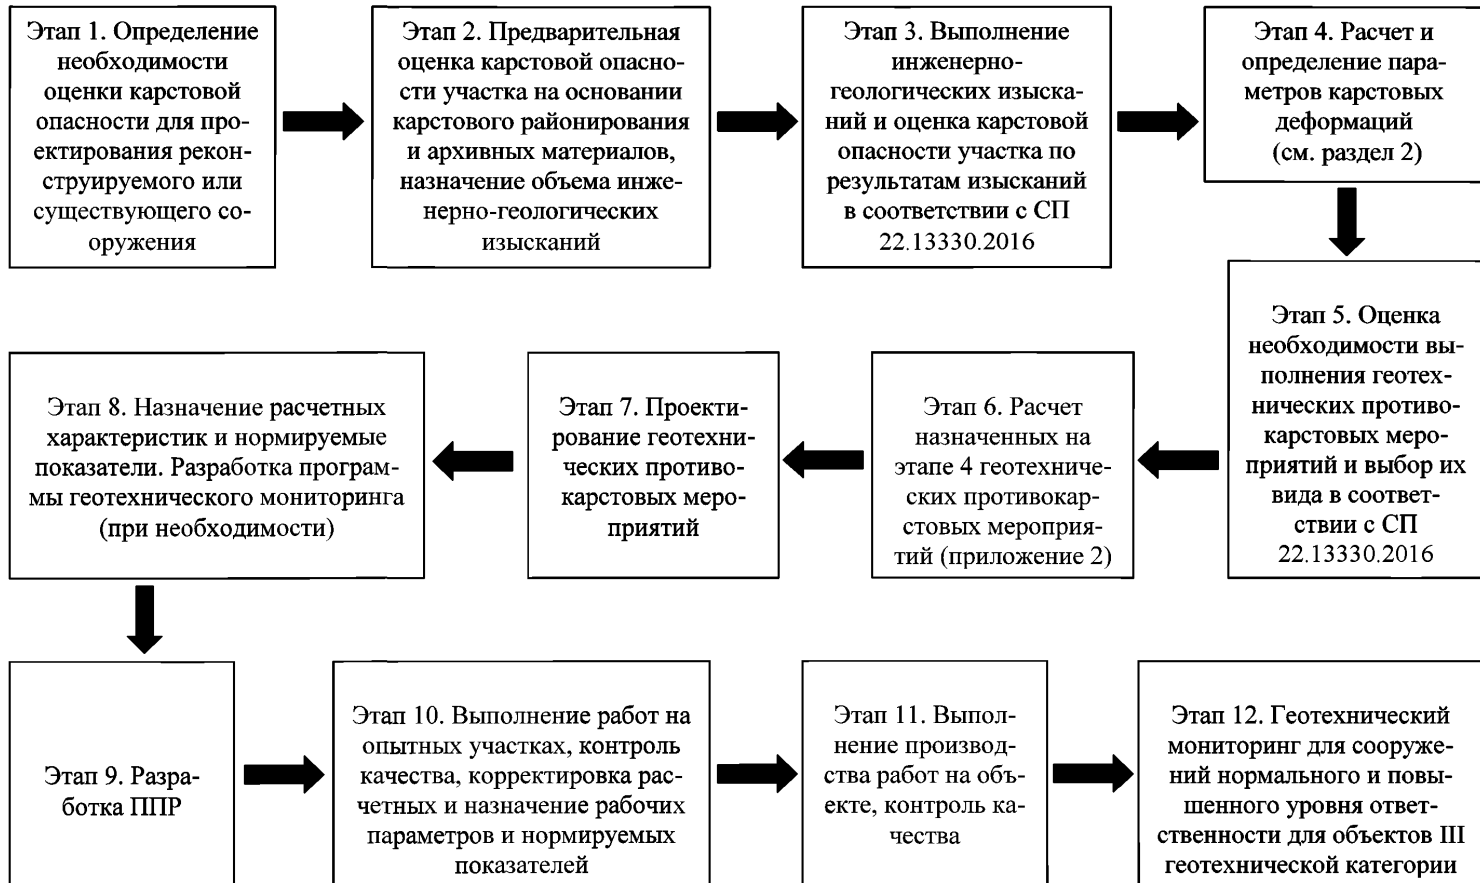 Этап 1. Определение
необходимости
оценки карстовой
опасности для про-
ектирования рекон-
струируемого или
существующего со-
оружения
Этап 2. Предварительная
оценка карстовой опасно-
сти участка на основании
карстового районирования
и архивных материалов,
назначение объема инже-
нерно-геологических
изысканий
Этап 3. Выполнение
инженерно-
геологических изыска-
ний и оценка карстовой
опасности участка по
результатам изысканий
в соответствии с СП
22.13330.2016
Этап 4. Расчет и
определение пара-
метров карстовых
деформаций
(см. раздел 2)
Этап 5. Оценка
необходимости вы-
полнения геотех-
нических противо-
карстовых меро-
приятий и выбор их
вида в соответ-
ствии с СП
22.13330.2016
Этап 6. Расчет
назначенных на
этапе 4 геотехниче-
ских противокар-
стовых мероприя-
тий (приложение 2)
Этап 7. Проекти-
рование геотехни-
ческих противо-
карстовых меро-
приятий
Этап 8. Назначение расчетных
характеристик и нормируемые
показатели. Разработка програм-
мы геотехнического мониторинга
(при необходимости)
Этап 9. Разра-
ботка ППР
Этап 10. Выполнение работ на
опытных участках, контроль
качества, корректировка рас-
четных и назначение рабочих
параметров и нормируемых
показателей
Этап 11. Выпол-
нение производ-
ства работ на объ-
екте, контроль ка-
чества
Этап 12. Геотехнический
мониторинг для сооруже-
ний нормального и повы-
шенного уровня ответ-
ственности для объектов III
геотехнической категории